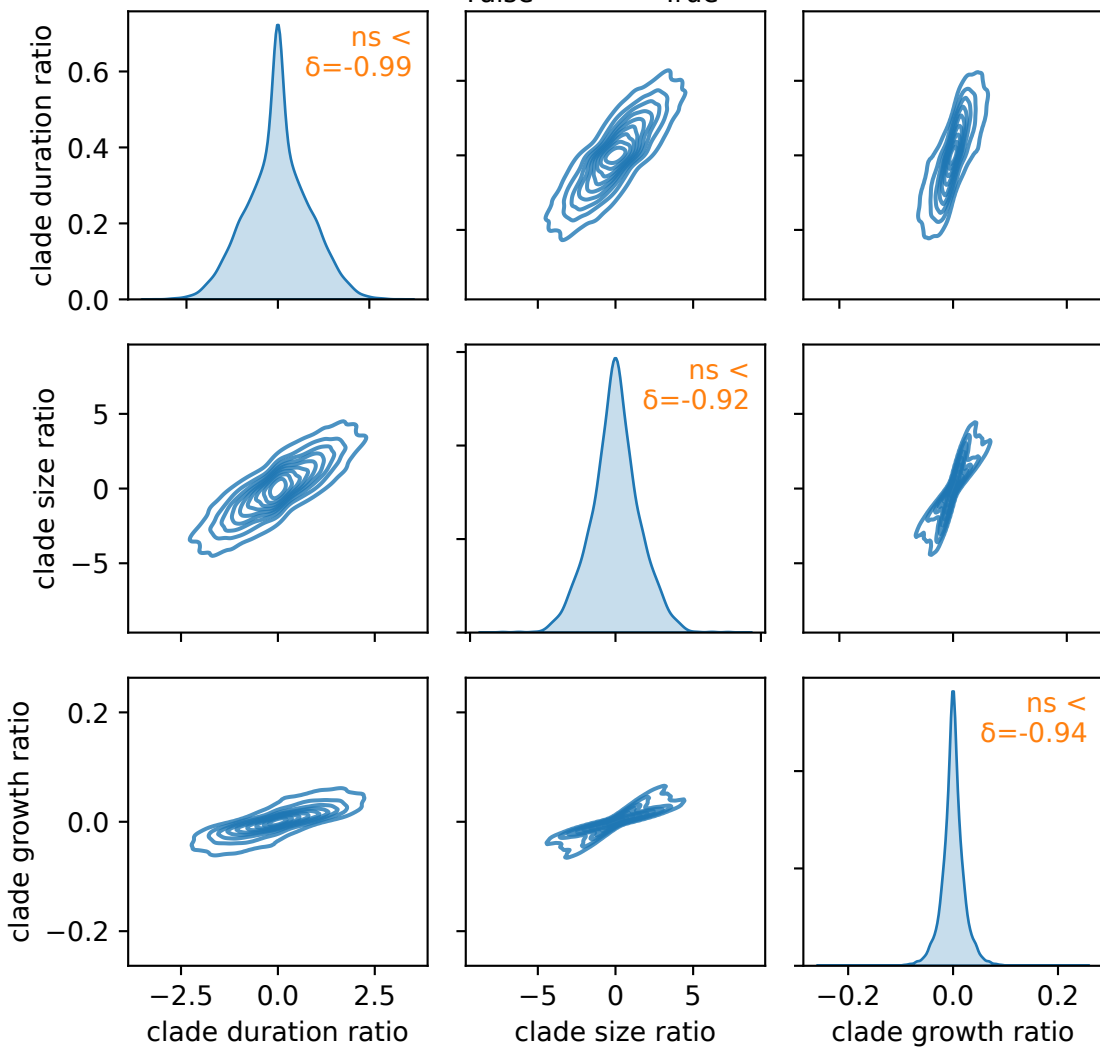 ns <
δ=-0.99
clade duration ratio
0.6
0.4
0.2
0.0
ns <
δ=-0.92
clade size ratio
5
0
−5
ns <
δ=-0.94
clade growth ratio
0.2
0.0
−0.2
−2.5 0.0 2.5
−5 0 5
−0.2 0.0 0.2
clade duration ratio
clade size ratio
clade growth ratio